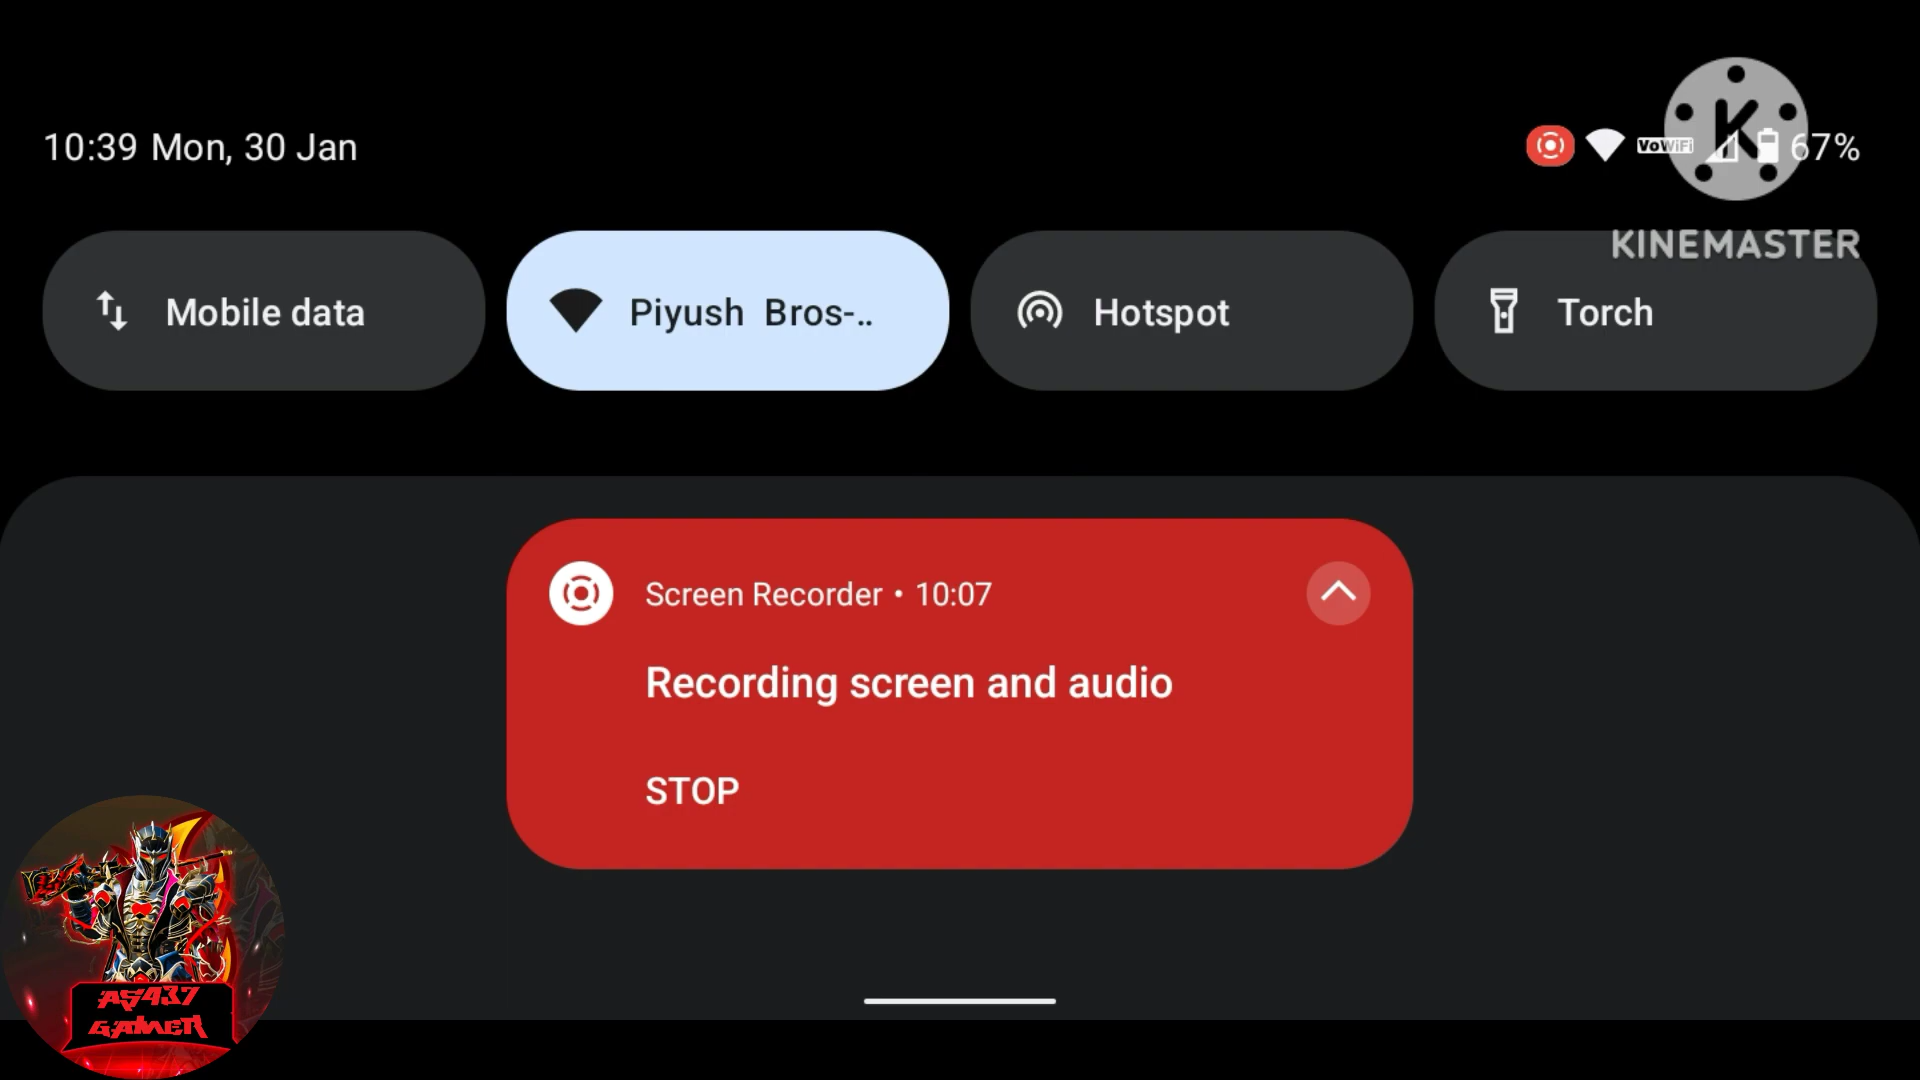 10:39 Mon, 30 Jan
VoWiFi
67%
KINEMASTER
Mobile data
Piyush Bros-..
Hotspot
Torch
Screen Recorder • 10:07
Recording screen and audio
STOP
AS437
GAMER